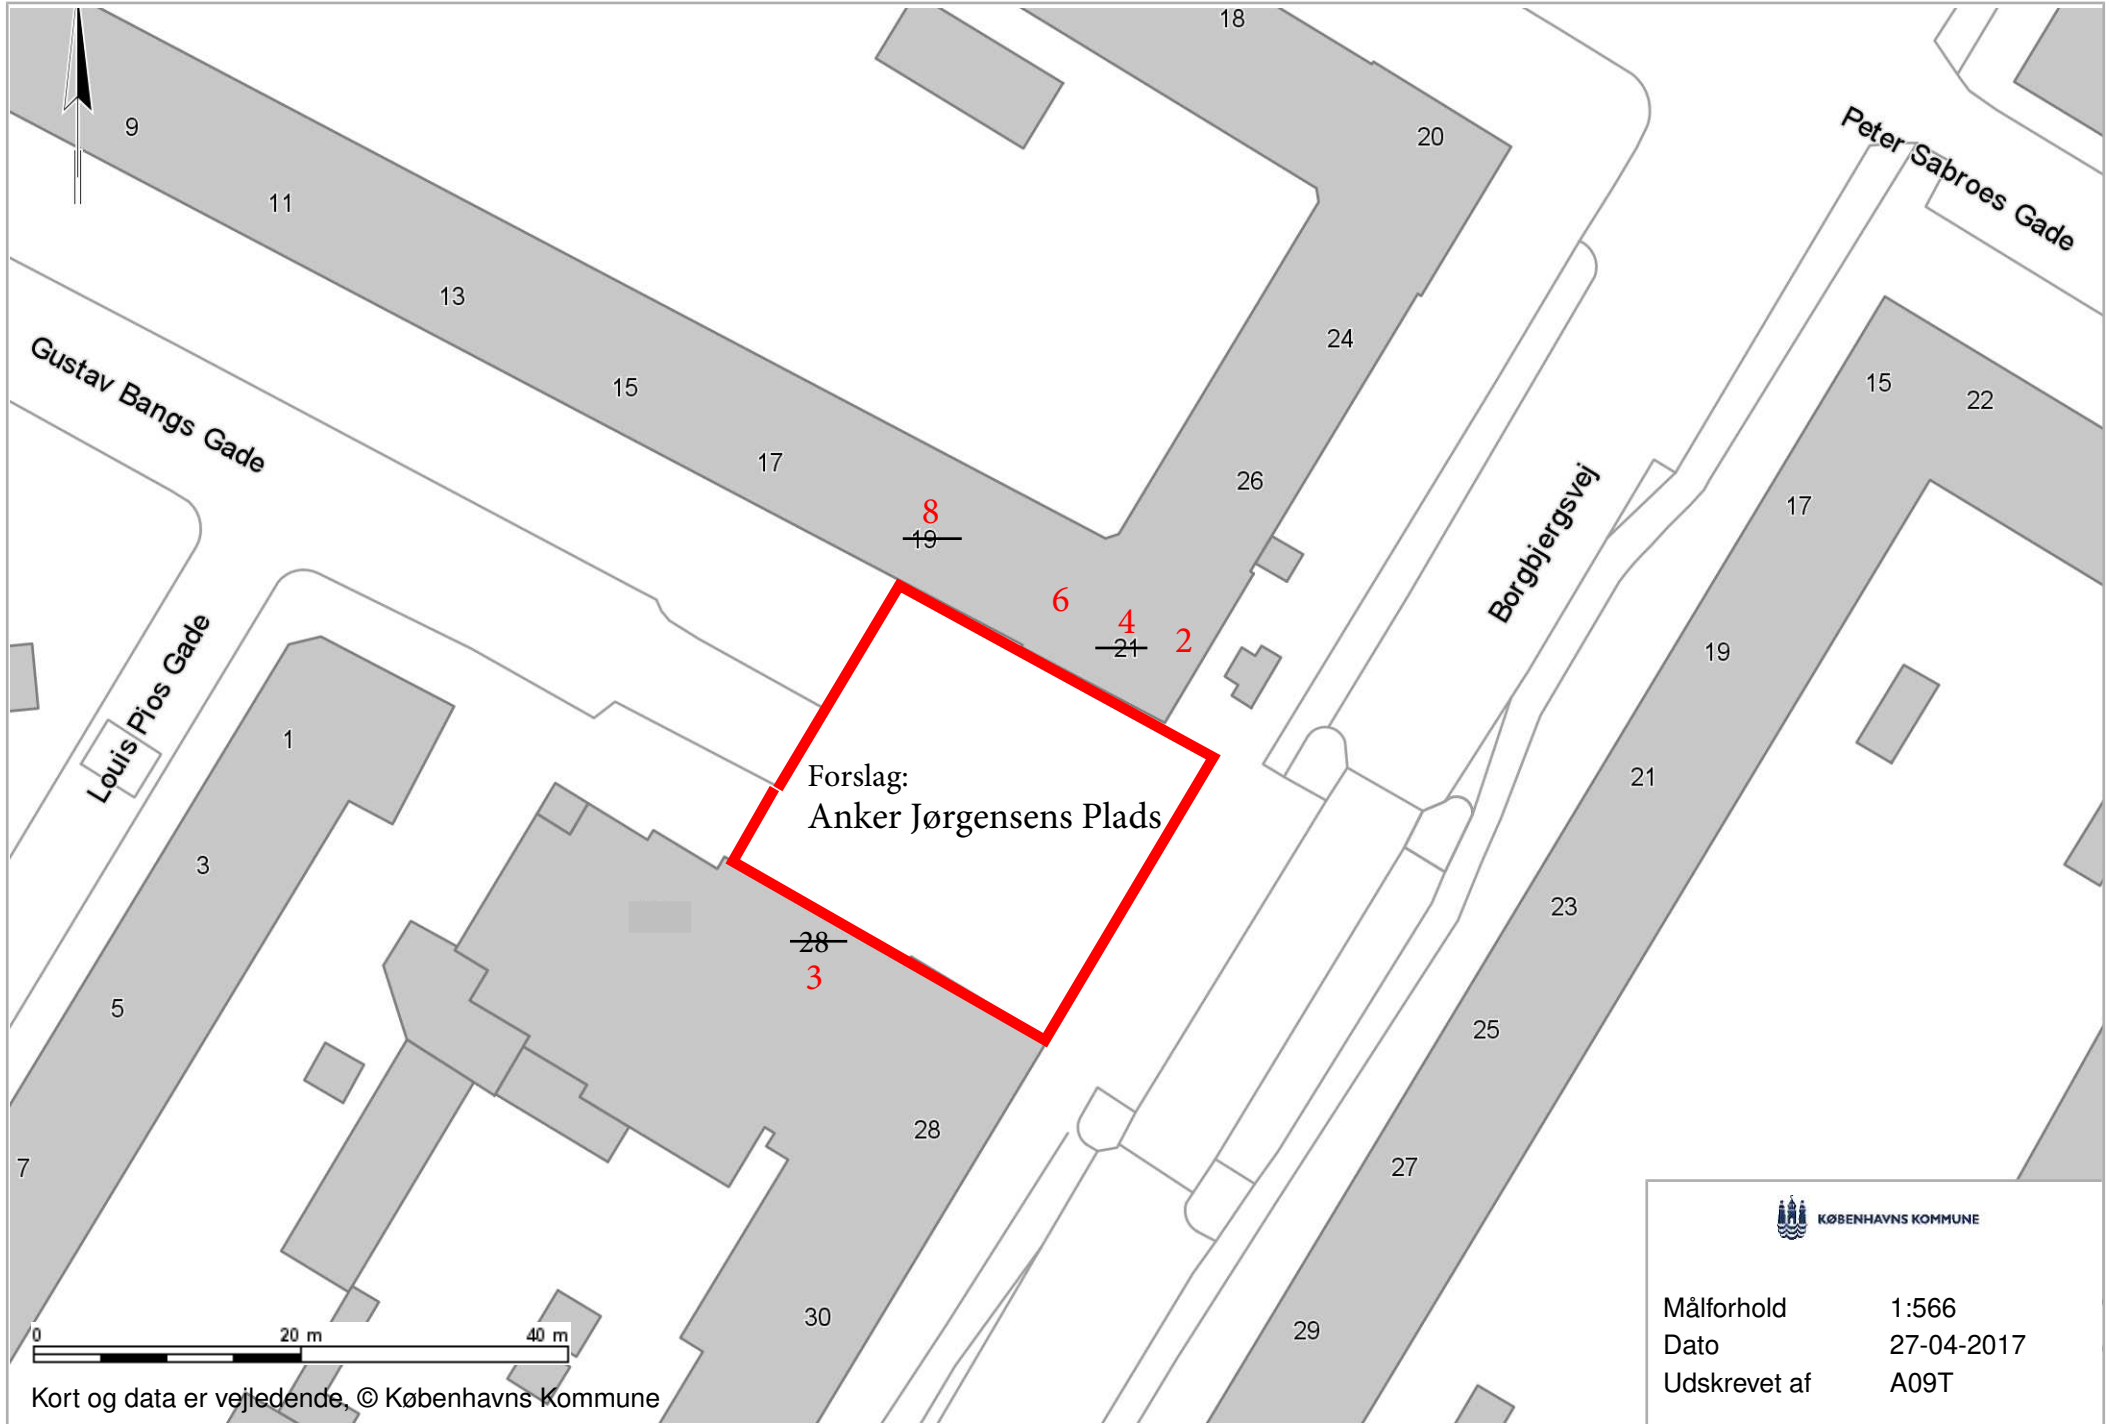 18
9
20
Peter Sabroes Gade
11
13
24
Gustav Bangs Gade
15
15
22
17
26
Borgbjergsvej
17
8
19
6
4
21
2
Louis Pios Gade
19
1
Forslag:
Anker Jørgensens Plads
21
3
23
28
3
5
25
28
7
27
30
29
KØBENHAVNS KOMMUNE
Målforhold 1:566
Dato 27-04-2017
Udskrevet af A09T
0 20 m 40 m
Kort og data er vejledende, © Københavns Kommune